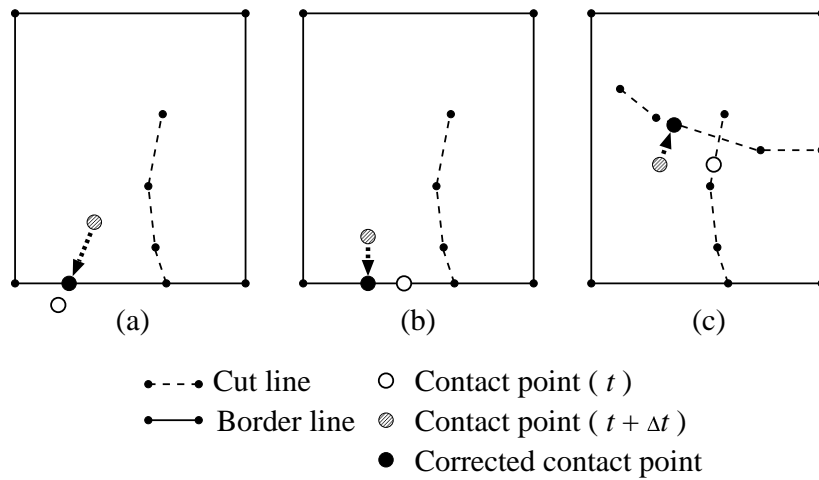 (a) (b) (c)
Cut line Contact point ( t )
Border line Contact point ( t + Δt )
Corrected contact point